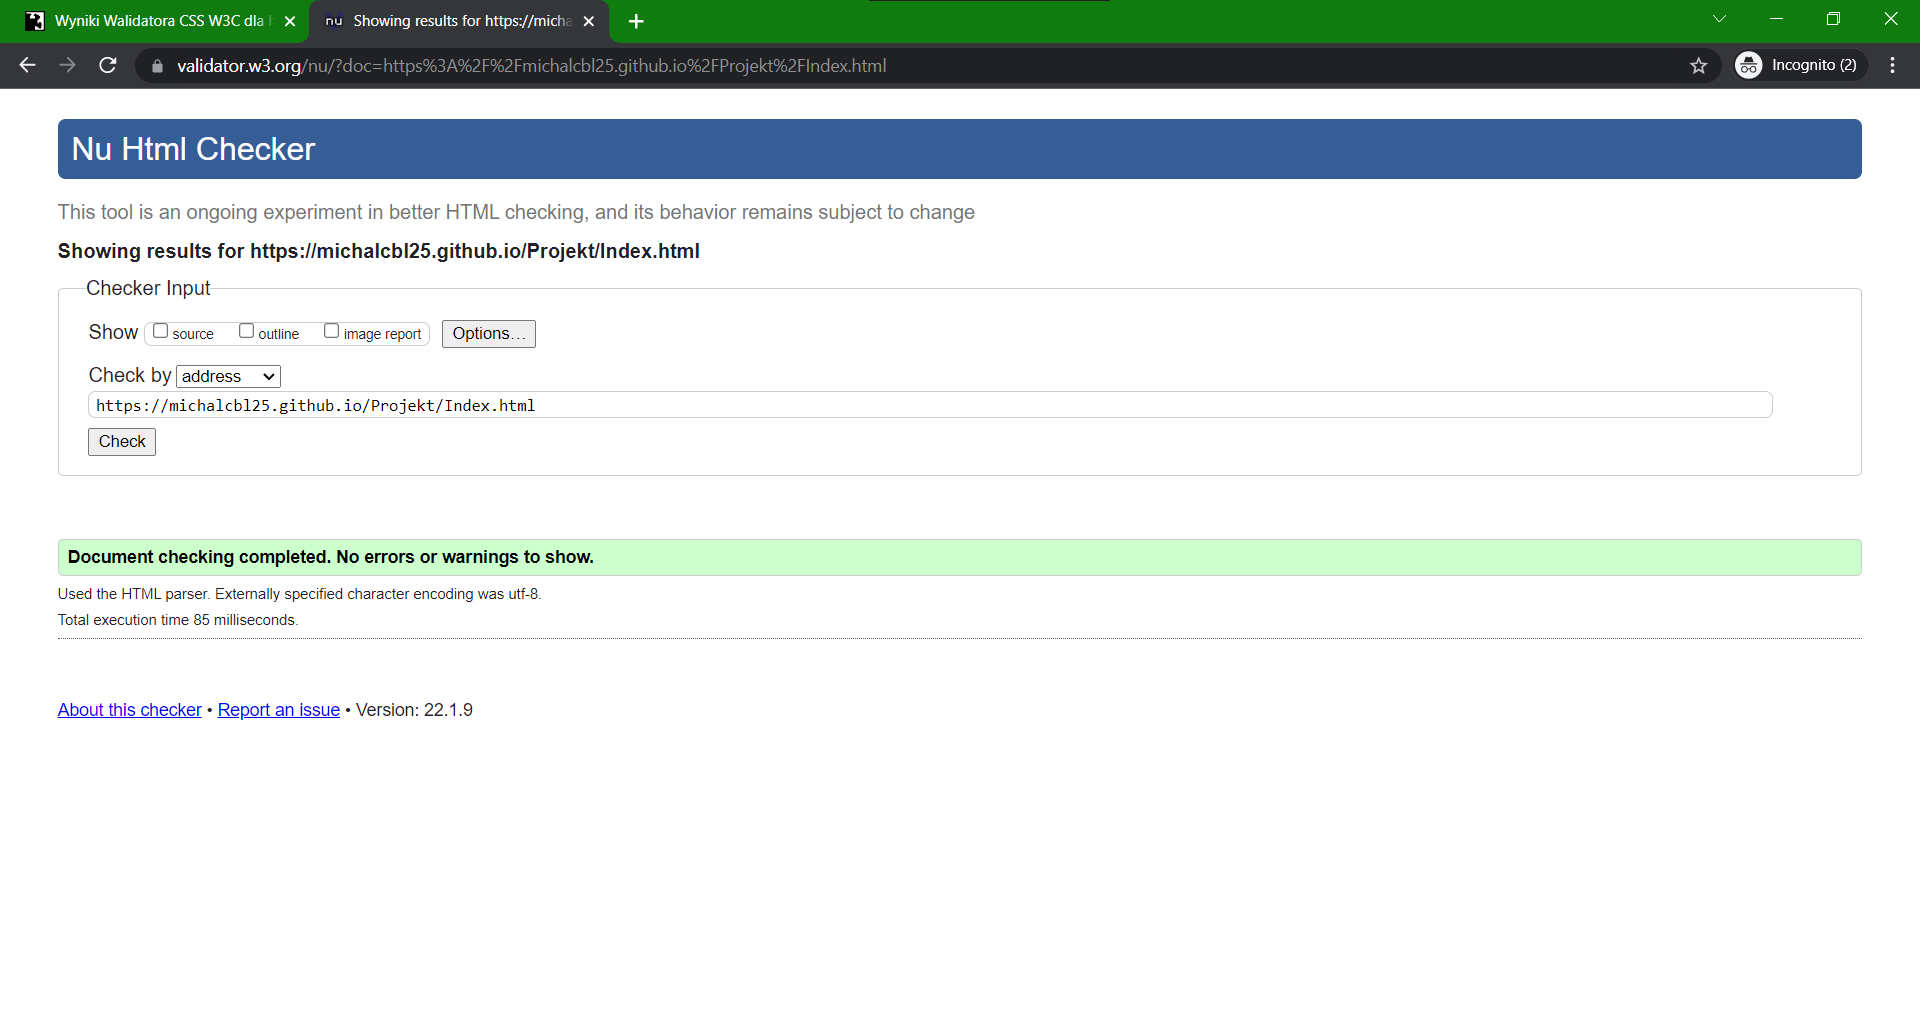 Wyniki Walidatora CSS W3C dla
nu Showing results for https://micha
validator.w3.org/nu/?doc=https%3A%2F%2Fmichalcbl25.github.io%2FProjekt%2FIndex.html
Incognito (2)
Nu Html Checker
This tool is an ongoing experiment in better HTML checking, and its behavior remains subject to change
Showing results for https://michalcbl25.github.io/Projekt/Index.html
Checker Input
Show source outline image report Options…
Check by address
https://michalcbl25.github.io/Projekt/Index.html
Check
Document checking completed. No errors or warnings to show.
Used the HTML parser. Externally specified character encoding was utf-8.
Total execution time 85 milliseconds.
About this checker • Report an issue • Version: 22.1.9